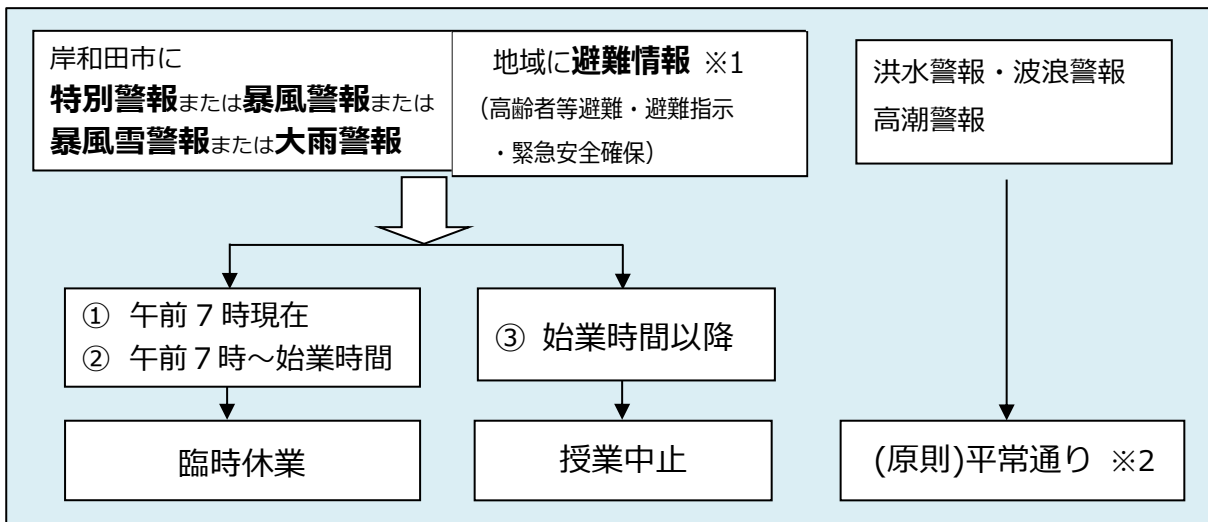 岸和田市に
特別警報または暴風警報または
暴風雪警報または大雨警報
地域に避難情報 ※1
(高齢者等避難・避難指示
・緊急安全確保)
洪水警報・波浪警報
高潮警報
① 午前7時現在
② 午前7時~始業時間
③ 始業時間以降
臨時休業
授業中止
(原則)平常通り ※2